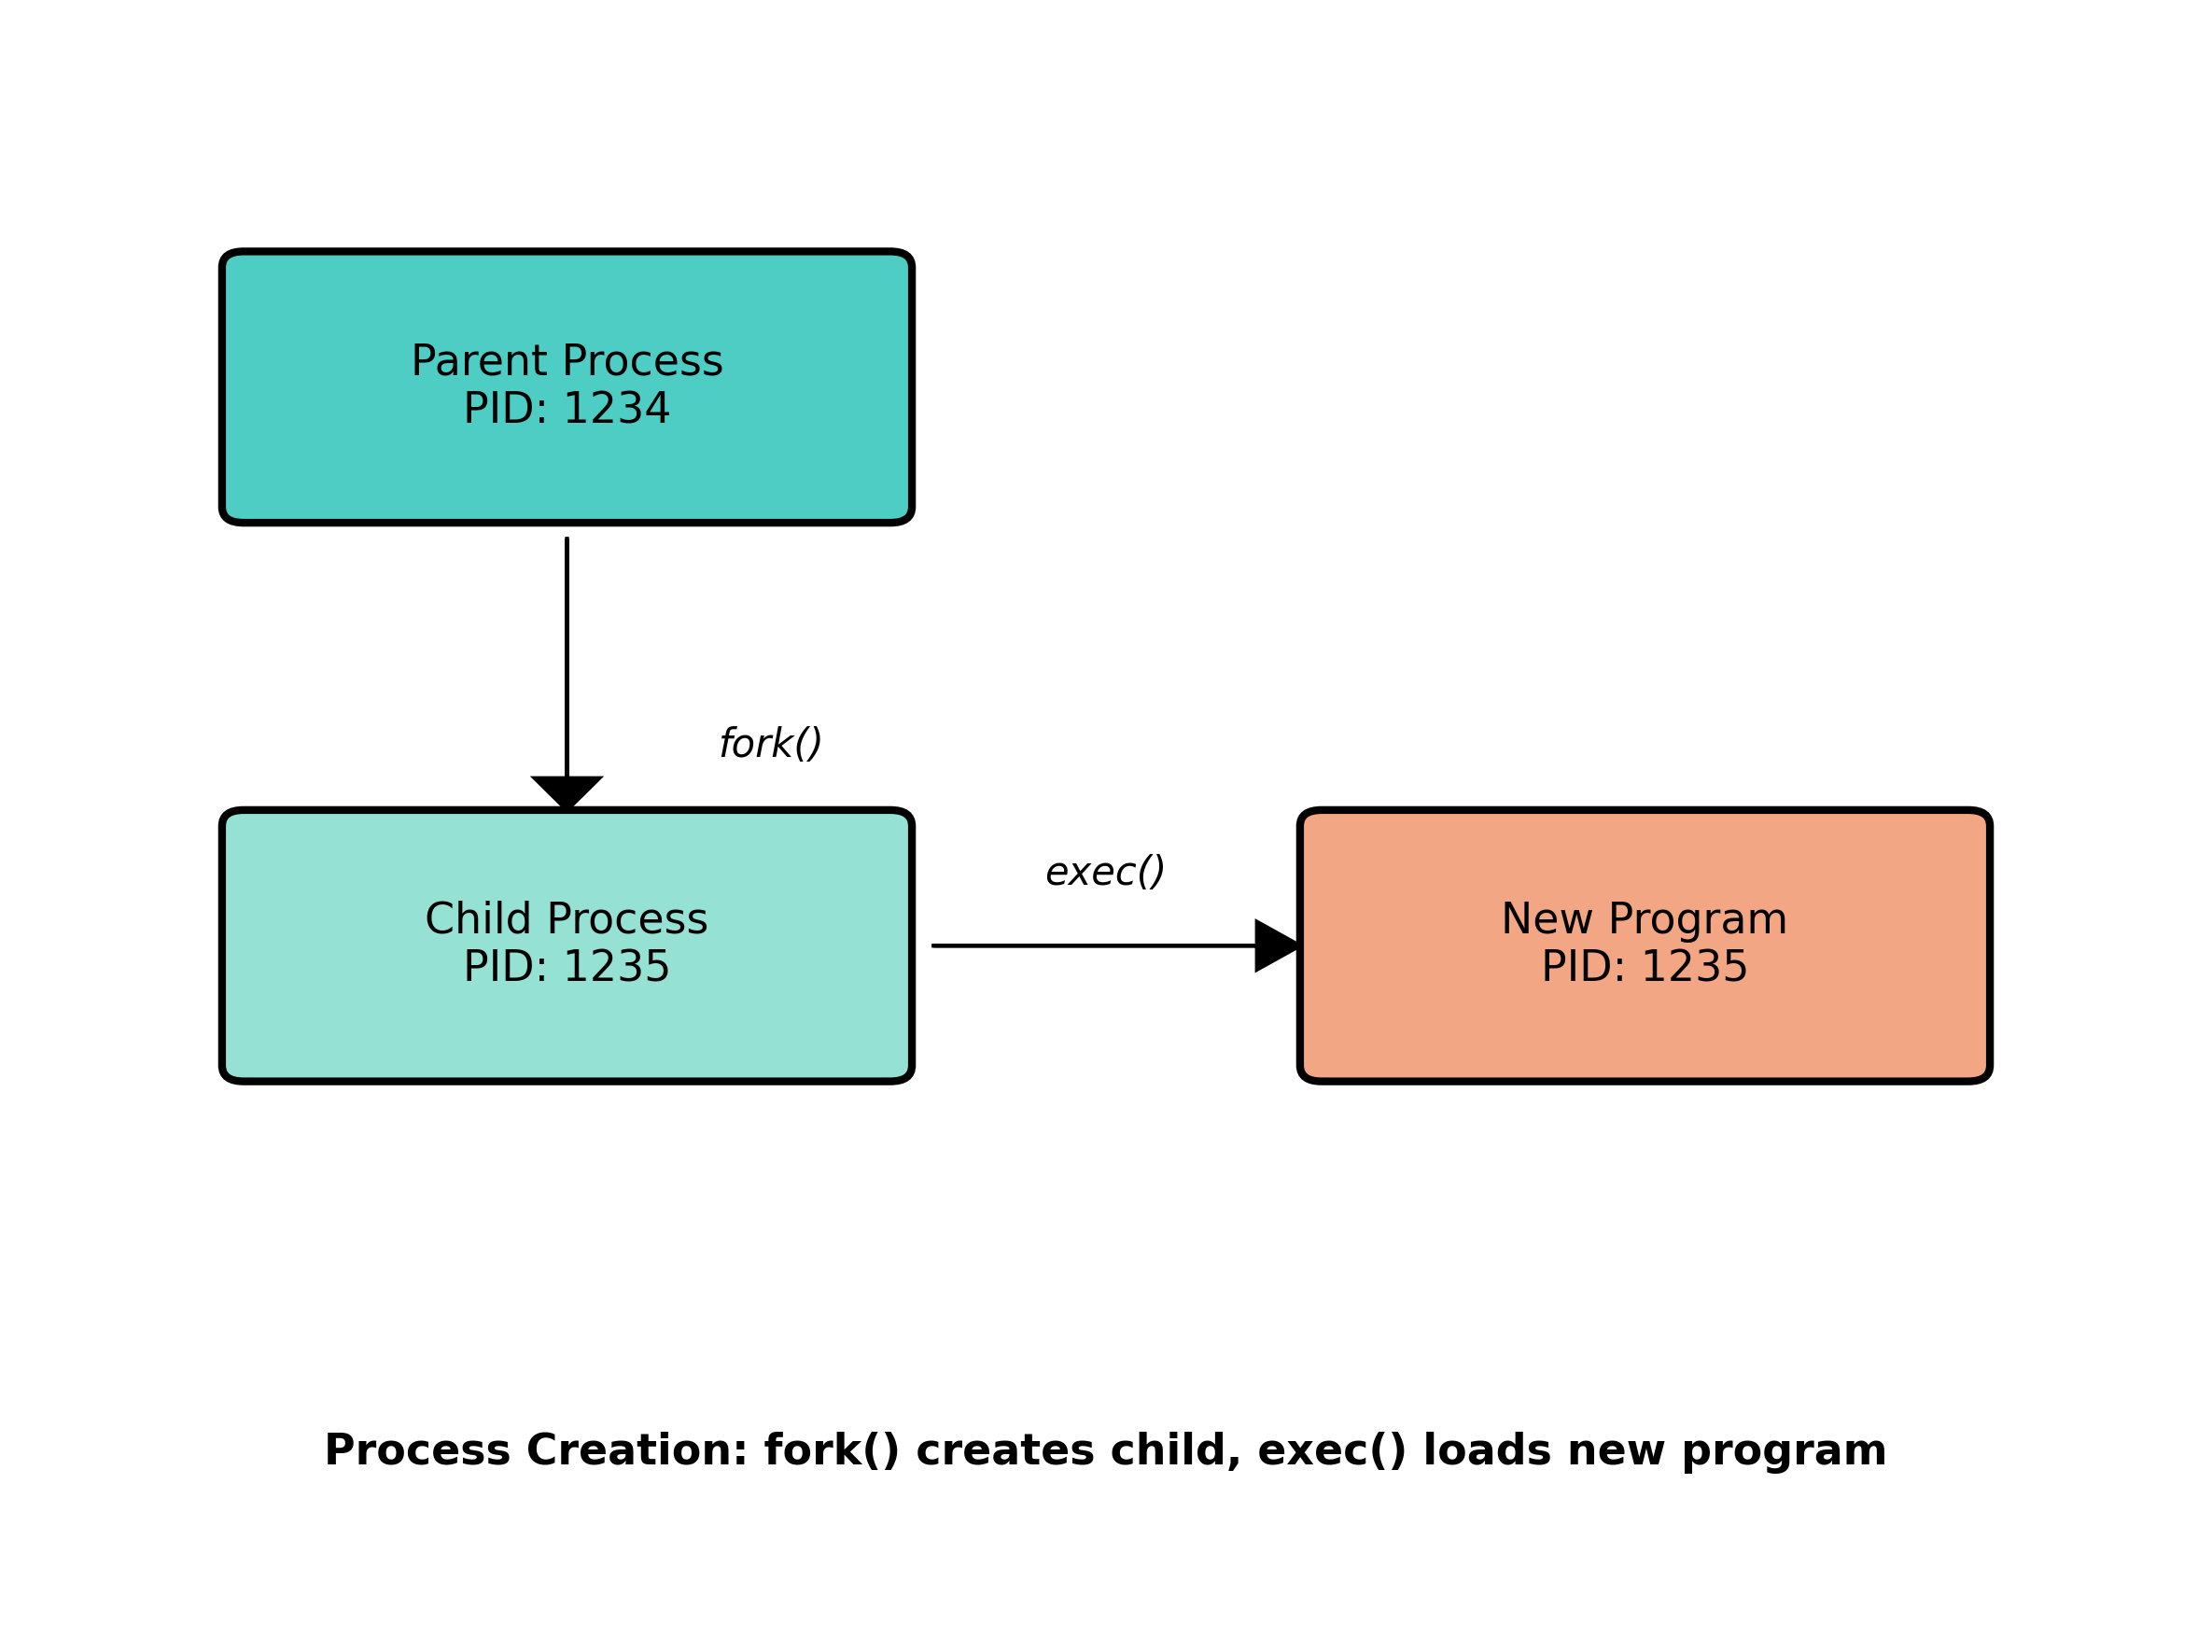 Parent Process
PID: 1234
fork()
exec()
Child Process
PID: 1235
New Program
PID: 1235
Process Creation: fork() creates child, exec() loads new program